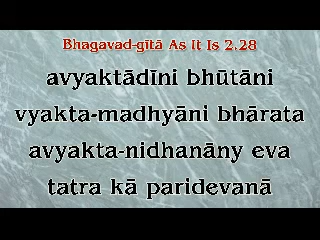 Bhagavad-gītā As It Is 2.28
avyaktādīni bhūtāni
vyakta-madhyāni bhārata
avyakta-nidhanāny eva
tatra kā paridevanā